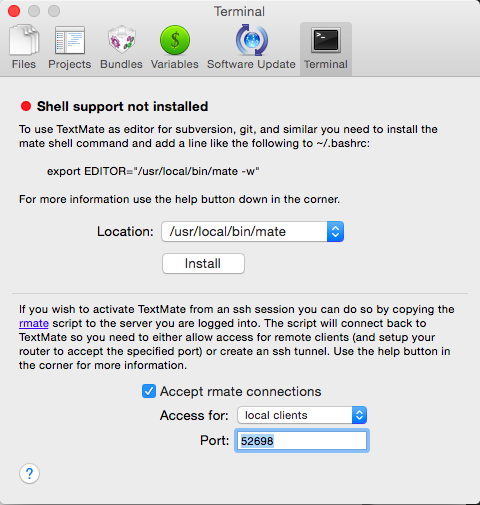 Terminal
Files Projects Bundles Variables Software Update Terminal
Shell support not installed
To use TextMate as editor for subversion, git, and similar you need to install the
mate shell command and add a line like the following to ~/.bashrc:
export EDITOR="/usr/local/bin/mate -w"
For more information use the help button down in the corner.
Location: /usr/local/bin/mate
Install
If you wish to activate TextMate from an ssh session you can do so by copying the
rmate script to the server you are logged into. The script will connect back to
TextMate so you need to either allow access for remote clients (and setup your
router to accept the specified port) or create an ssh tunnel. Use the help button in
the corner for more information.
Accept rmate connections
Access for: local clients
Port: 52698
?